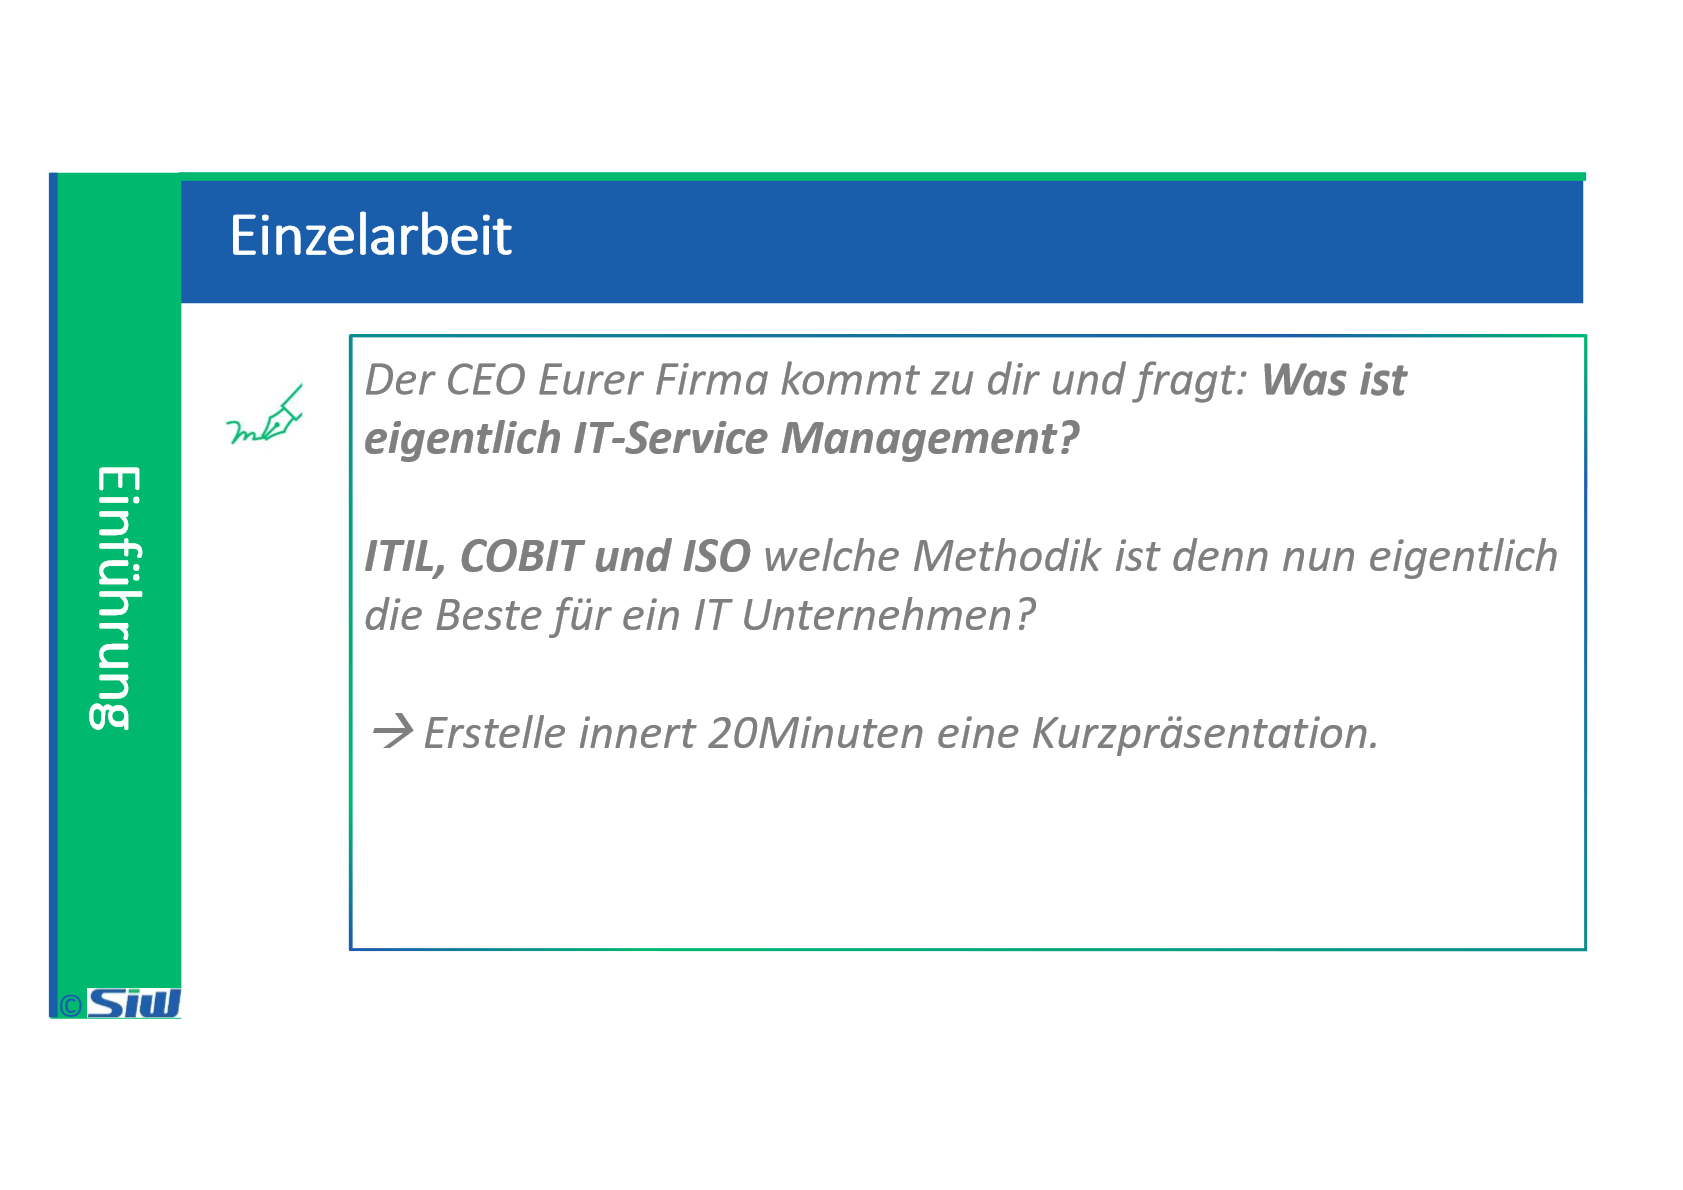 Einzelarbeit
Der CEO Eurer Firma kommt zu dir und fragt: Was ist
eigentlich IT-Service Management?
ITIL, COBIT und ISO welche Methodik ist denn nun eigentlich
die Beste für ein IT Unternehmen?
→ Erstelle innert 20Minuten eine Kurzpräsentation.
Einführung
© SiW